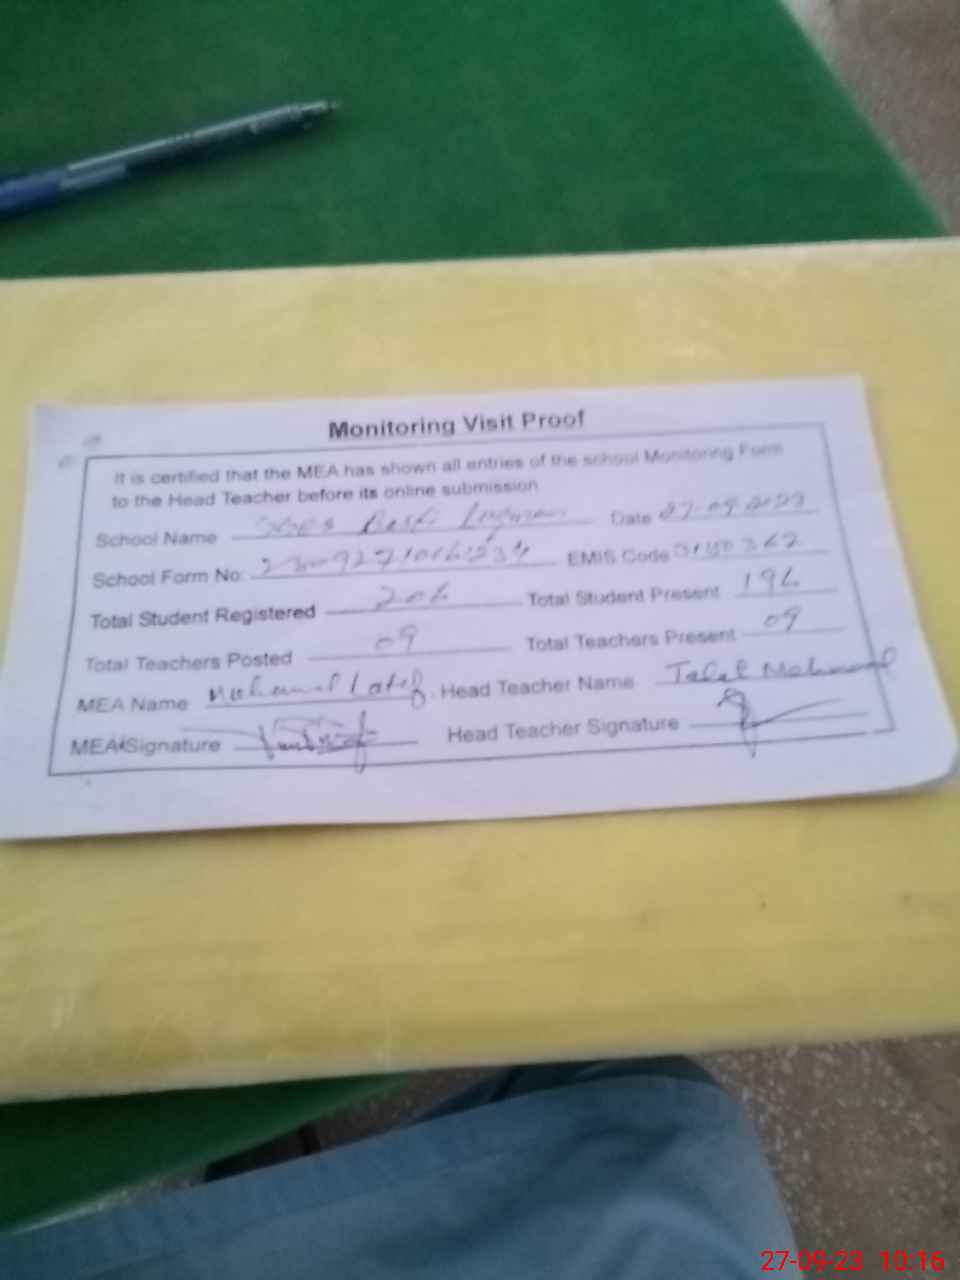 Monitoring Visit Proof
It is certified that the MEA has shown all entries of the school Monitoring Form
to the Head Teacher before its online submission
School Name Date 27-09-2023
School Form No: EMIS Code
Total Student Registered 206 Total Student Present 196
Total Teachers Posted 09 Total Teachers Present 09
MEA Name Muhammad Latif Head Teacher Name Talal Mehmood
MEA Signature Head Teacher Signature
27-09-23 10:16